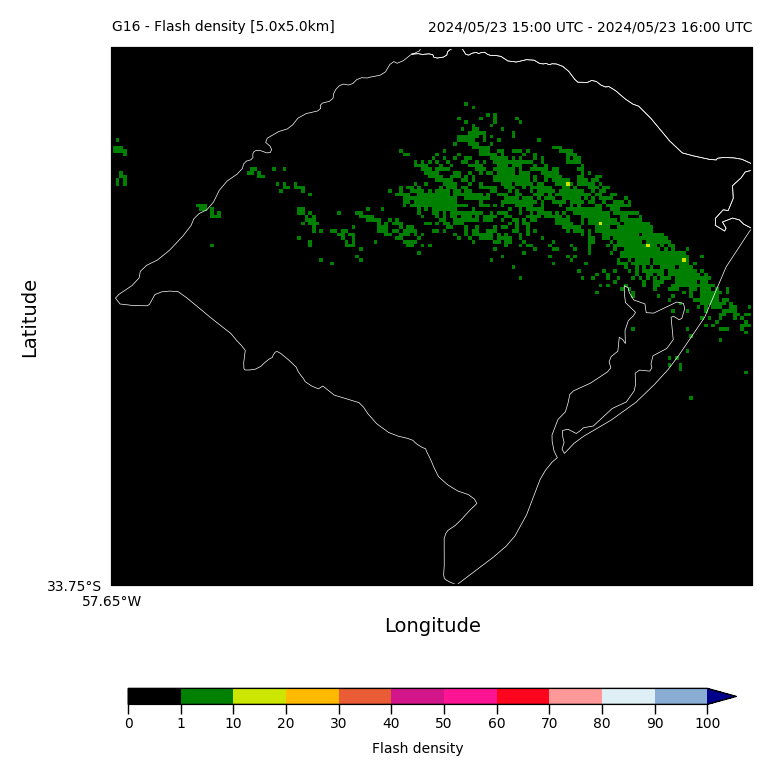 G16 - Flash density [5.0x5.0km] 2024/05/23 15:00 UTC - 2024/05/23 16:00 UTC
Latitude
33.75°S
57.65°W
Longitude
0 1 10 20 30 40 50 60 70 80 90 100
Flash density